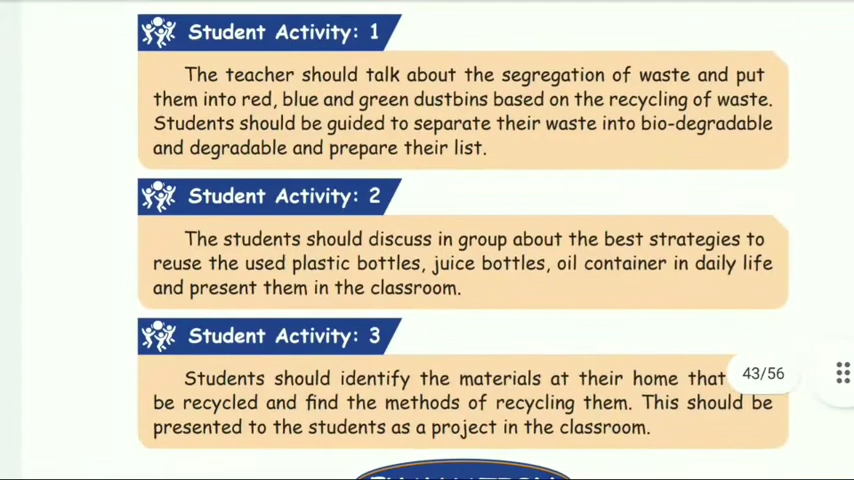 Student Activity: 1
The teacher should talk about the segregation of waste and put
them into red, blue and green dustbins based on the recycling of waste.
Students should be guided to separate their waste into bio-degradable
and degradable and prepare their list.
Student Activity: 2
The students should discuss in group about the best strategies to
reuse the used plastic bottles, juice bottles, oil container in daily life
and present them in the classroom.
Student Activity: 3
Students should identify the materials at their home that
43/56
be recycled and find the methods of recycling them. This should be
presented to the students as a project in the classroom.